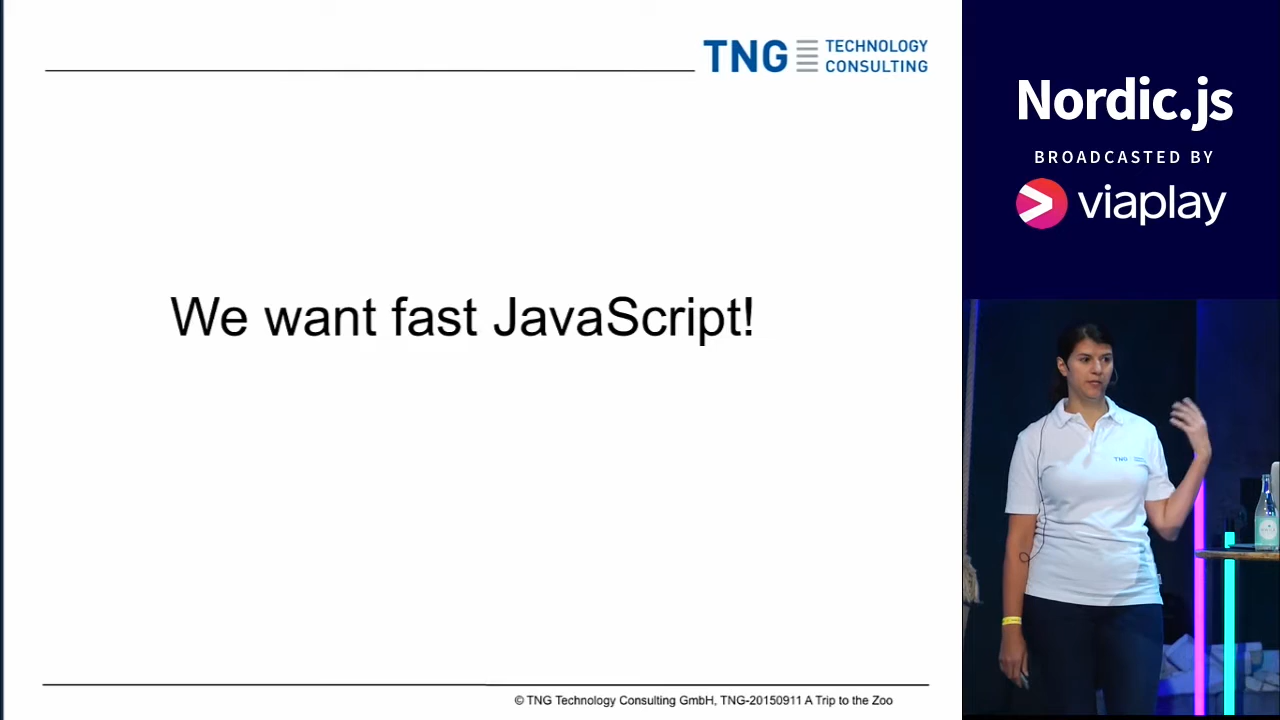 TNG TECHNOLOGY
CONSULTING
We want fast JavaScript!
© TNG Technology Consulting GmbH, TNG-20150911 A Trip to the Zoo
Nordic.js
BROADCASTED BY
viaplay
TNG